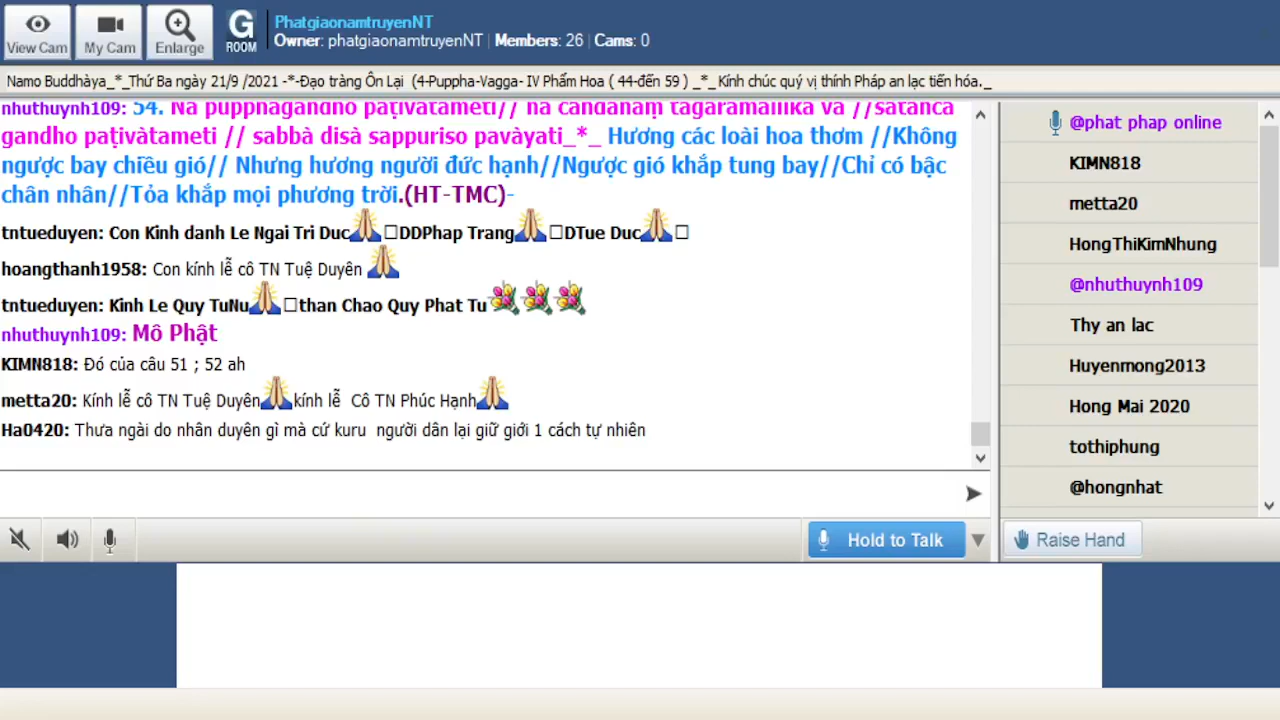 View Cam
My Cam
Enlarge
G
ROOM
PhatgiaonamtruyenNT
Owner: phatgiaonamtruyenNT | Members: 26 | Cams: 0
Namo Buddhàya_*_Thứ Ba ngày 21/9 /2021 -*-Đạo tràng Ôn Lại  (4-Puppha-Vagga- IV Phẩm Hoa ( 44-đến 59 ) _*_ Kính chúc quý vị thính Pháp an lạc tiến hóa._
nhuthuynh109: 54. Na pupphagandho paṭivàtameti// na candanaṃ tagaramallikà và //satañca
gandho paṭivàtameti // sabbà disà sappuriso pavàyati_*_ Hương các loài hoa thơm //Không
ngược bay chiều gió// Nhưng hương người đức hạnh//Ngược gió khắp tung bay//Chỉ có bậc
chân nhân//Tỏa khắp mọi phương trời.(HT-TMC)-
tntueduyen: Con Kinh danh Le Ngai Tri Duc DDPhap Trang DTue Duc
hoangthanh1958: Con kính lễ cô TN Tuệ Duyên
tntueduyen: Kinh Le Quy TuNu than Chao Quy Phat Tu
nhuthuynh109: Mô Phật
KIMN818: Đó của câu 51 ; 52 ah
metta20: Kính lễ cô TN Tuệ Duyên kính lễ  Cô TN Phúc Hạnh
Ha0420: Thưa ngài do nhân duyên gì mà cứ kuru  người dân lại giữ giới 1 cách tự nhiên
Hold to Talk
@phat phap online
KIMN818
metta20
HongThiKimNhung
@nhuthuynh109
Thy an lac
Huyenmong2013
Hong Mai 2020
tothiphung
@hongnhat
Raise Hand